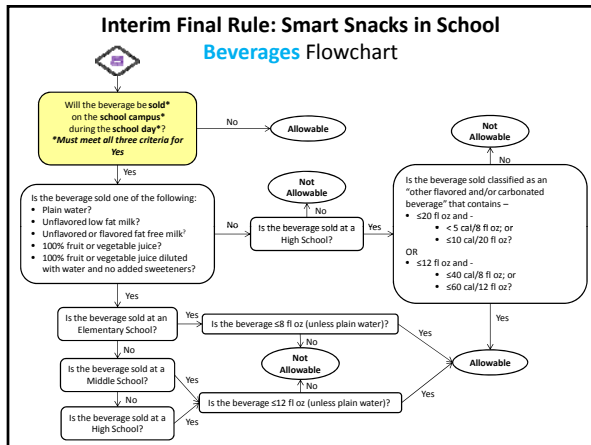 Interim Final Rule: Smart Snacks in School
Beverages Flowchart
Will the beverage be sold*
on the school campus*
during the school day*?
*Must meet all three criteria for
Yes
No
Allowable
Yes
Is the beverage sold one of the following:
• Plain water?
• Unflavored low fat milk?
• Unflavored or flavored fat free milk?
• 100% fruit or vegetable juice?
• 100% fruit or vegetable juice diluted
with water and no added sweeteners?
No
Not
Allowable
No
Is the beverage sold at a
High School?
Yes
Not
Allowable
No
Is the beverage sold classified as an
"other flavored and/or carbonated
beverage" that contains –
• ≤20 fl oz and -
• < 5 cal/8 fl oz; or
• ≤10 cal/20 fl oz?
OR
• ≤12 fl oz and -
• ≤40 cal/8 fl oz; or
• ≤60 cal/12 fl oz?
Yes
Yes
Is the beverage sold at an
Elementary School?
Yes
Is the beverage ≤8 fl oz (unless plain water)?
Yes
No
No
Not
Allowable
Allowable
Is the beverage sold at a
Middle School?
Yes
No
No
Is the beverage ≤12 fl oz (unless plain water)?
Yes
Is the beverage sold at a
High School?
Yes